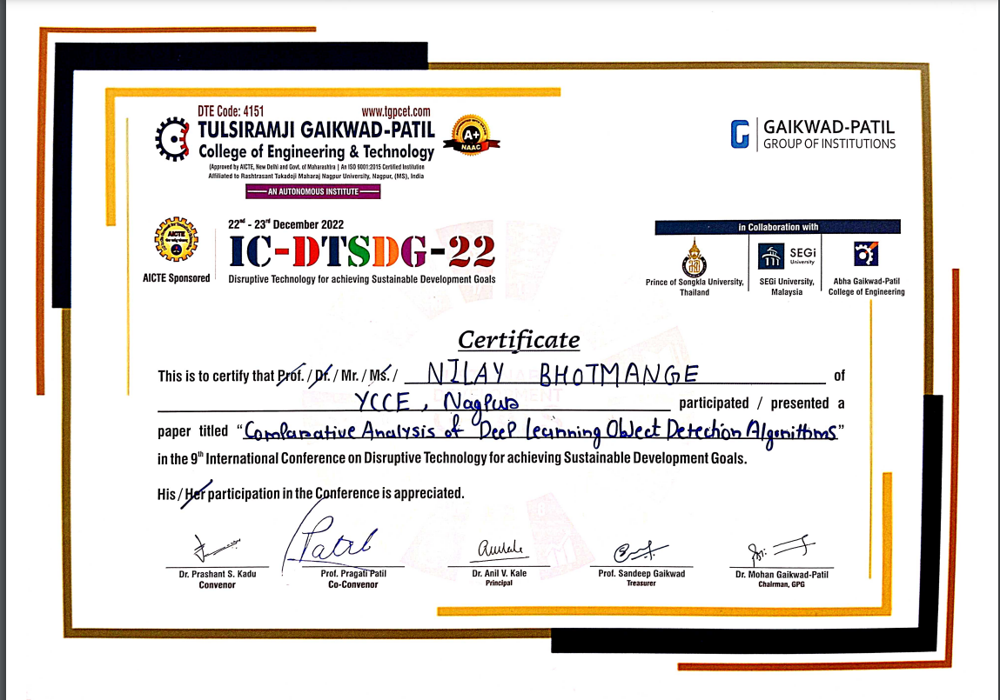 DTE Code: 4151 www.tgpcet.com
TULSIRAMJI GAIKWAD-PATIL
College of Engineering & Technology
(Approved by AICTE, New Delhi and Govt. of Maharashtra | An ISO 9001:2015 Certified Institution
Affiliated to Rashtrasant Tukadoji Maharaj Nagpur University, Nagpur, (MS), India
AN AUTONOMOUS INSTITUTE
A+
NAAC
GAIKWAD-PATIL
GROUP OF INSTITUTIONS
AICTE
AICTE Sponsored
22nd - 23rd December 2022
IC-DTSDG-22
Disruptive Technology for achieving Sustainable Development Goals
in Collaboration with
Prince of Songkla University,
Thailand
SEGi
University
SEGi University,
Malaysia
Abha Gaikwad-Patil
College of Engineering
Certificate
This is to certify that Prof. / Dr. / Mr. / Ms. / NILAY BHOTMANGE of
YCCE, Nagpur participated / presented a
paper titled "Comparative Analysis of Deep Learnning Object Detection Algorithms"
in the 9th International Conference on Disruptive Technology for achieving Sustainable Development Goals.
His / Her participation in the Conference is appreciated.
Patil
Dr. Prashant S. Kadu
Convenor
Prof. Pragati Patil
Co-Convenor
Dr. Anil V. Kale
Principal
Prof. Sandeep Gaikwad
Treasurer
Dr. Mohan Gaikwad-Patil
Chairman, GPG